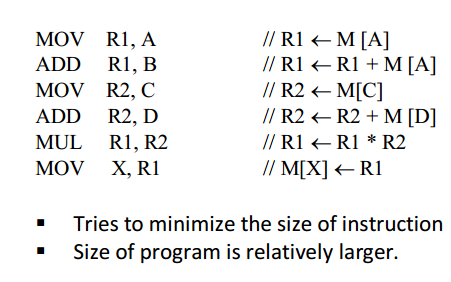 MOV R1, A // R1 ← M [A]
ADD R1, B // R1 ← R1 + M [A]
MOV R2, C // R2 ← M[C]
ADD R2, D // R2 ← R2 + M [D]
MUL R1, R2 // R1 ← R1 * R2
MOV X, R1 // M[X] ← R1
▪ Tries to minimize the size of instruction
▪ Size of program is relatively larger.